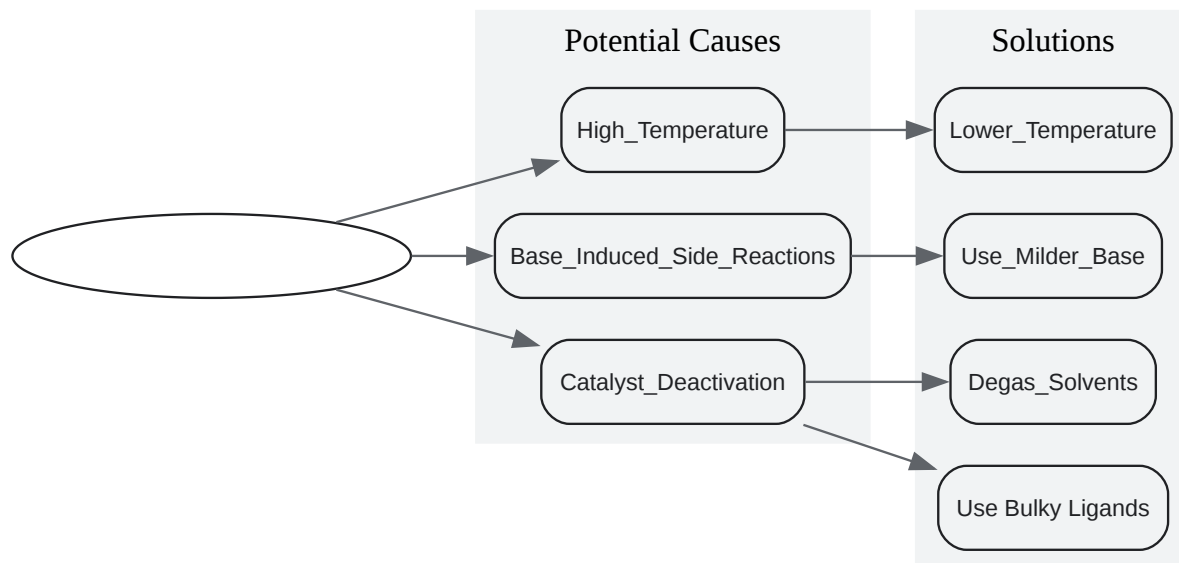 Potential Causes
Solutions
High_Temperature
Lower_Temperature
Base_Induced_Side_Reactions
Use_Milder_Base
Catalyst_Deactivation
Degas_Solvents
Use Bulky Ligands